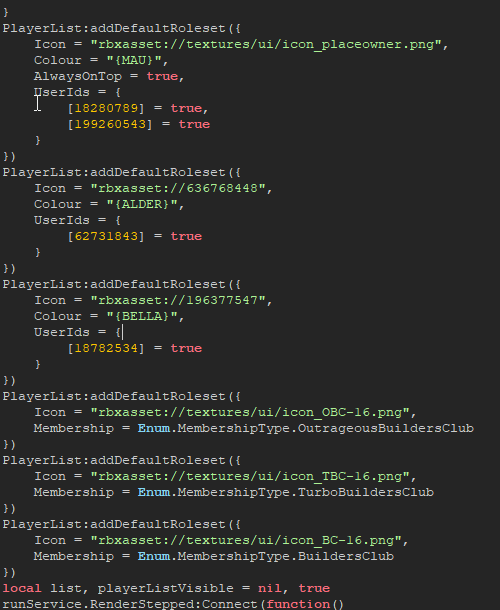 }
PlayerList:addDefaultRoleset({
    Icon = "rbxasset://textures/ui/icon_placeowner.png",
    Colour = "{MAU}",
    AlwaysOnTop = true,
    UserIds = {
        [18280789] = true,
        [199260543] = true
    }
})
PlayerList:addDefaultRoleset({
    Icon = "rbxasset://636768448",
    Colour = "{ALDER}",
    UserIds = {
        [62731843] = true
    }
})
PlayerList:addDefaultRoleset({
    Icon = "rbxasset://196377547",
    Colour = "{BELLA}",
    UserIds = {
        [18782534] = true
    }
})
PlayerList:addDefaultRoleset({
    Icon = "rbxasset://textures/ui/icon_OBC-16.png",
    Membership = Enum.MembershipType.OutrageousBuildersClub
})
PlayerList:addDefaultRoleset({
    Icon = "rbxasset://textures/ui/icon_TBC-16.png",
    Membership = Enum.MembershipType.TurboBuildersClub
})
PlayerList:addDefaultRoleset({
    Icon = "rbxasset://textures/ui/icon_BC-16.png",
    Membership = Enum.MembershipType.BuildersClub
})
local list, playerListVisible = nil, true
runService.RenderStepped:Connect(function()